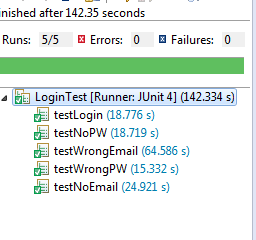 inished after 142.35 seconds
Runs: 5/5 Errors: 0 Failures: 0
LoginTest [Runner: JUnit 4] (142.334 s)
testLogin (18.776 s)
testNoPW (18.719 s)
testWrongEmail (64.586 s)
testWrongPW (15.332 s)
testNoEmail (24.921 s)